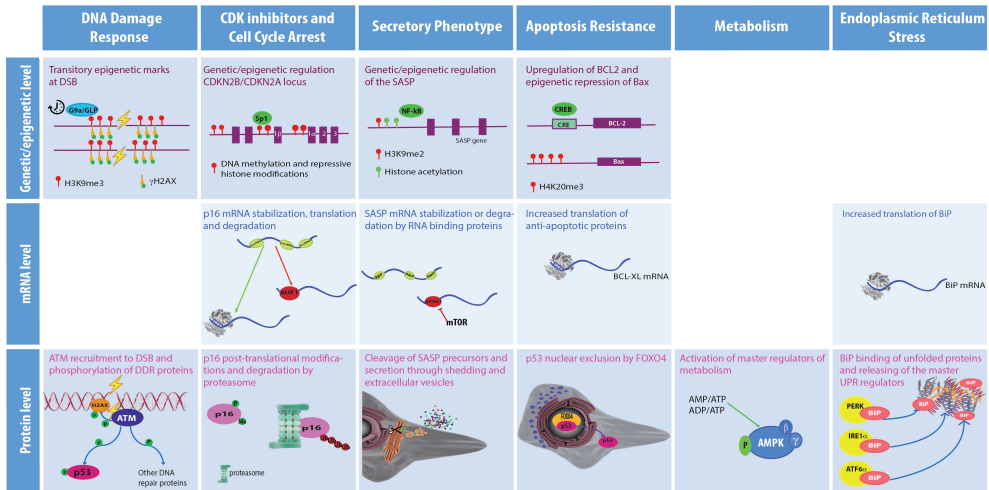 DNA Damage
Response
CDK inhibitors and
Cell Cycle Arrest
Secretory Phenotype
Apoptosis Resistance
Metabolism
Endoplasmic Reticulum
Stress
Genetic/epigenetic level
Transitory epigenetic marks
at DSB
G9a/GLP
H3K9me3
γH2AX
Genetic/epigenetic regulation
CDKN2B/CDKN2A locus
Sp1
1β
1α
2
3
DNA methylation and repressive
histone modifications
Genetic/epigenetic regulation
of the SASP
NF-kB
SASP gene
H3K9me2
Histone acetylation
Upregulation of BCL2 and
epigenetic repression of Bax
CREB
CRE
BCL-2
Bax
H4K20me3
mRNA level
p16 mRNA stabilization, translation
and degradation
SASP mRNA stabilization or degra-
dation by RNA binding proteins
mTOR
Increased translation of
anti-apoptotic proteins
BCL-XL mRNA
Increased translation of BiP
BiP mRNA
Protein level
ATM recruitment to DSB and
phosphorylation of DDR proteins
H2AX
ATM
P
P
p53
Other DNA
repair proteins
p16 post-translational modifica-
tions and degradation by
proteasome
P
p16
p16
proteasome
Cleavage of SASP precursors and
secretion through shedding and
extracellular vesicles
p53 nuclear exclusion by FOXO4
FOXO4
p53
p53
Activation of master regulators of
metabolism
AMP/ATP
ADP/ATP
P
AMPK
β
γ
BiP binding of unfolded proteins
and releasing of the master
UPR regulators
BiP
BiP
BiP
PERK
BiP
IRE1α
BiP
ATF6α
BiP